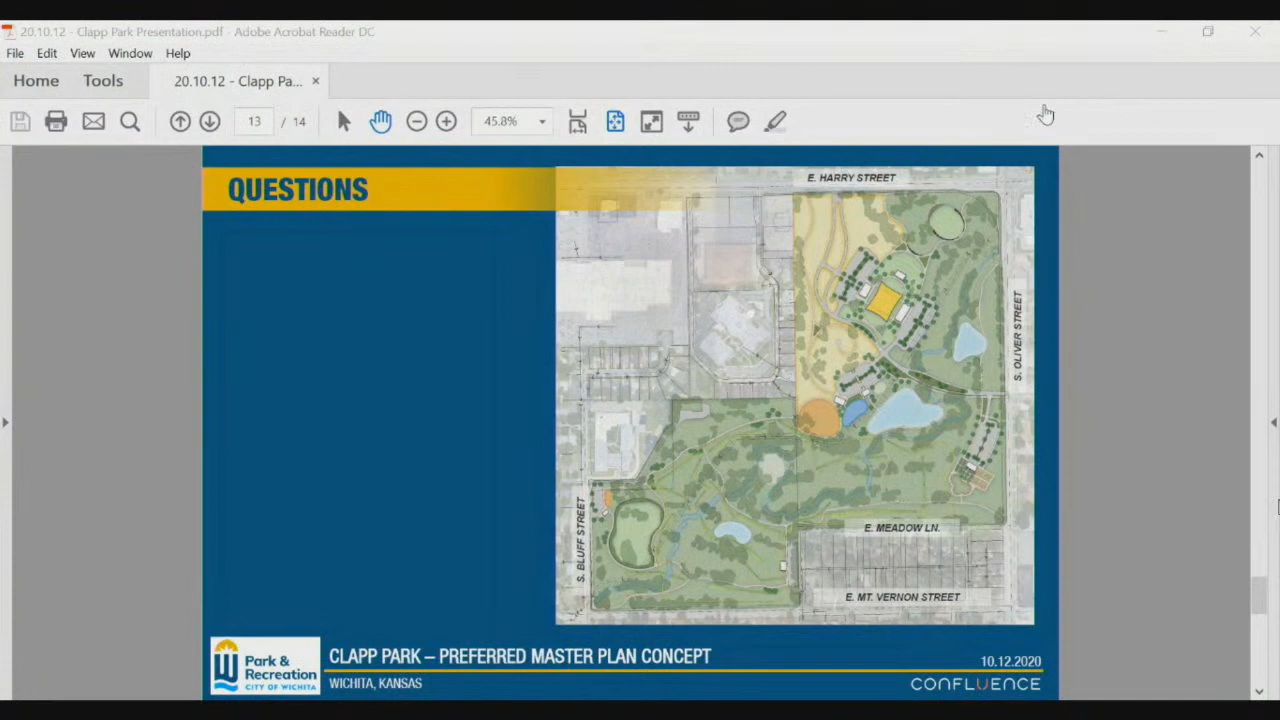 20.10.12 - Clapp Park Presentation.pdf - Adobe Acrobat Reader DC
File Edit View Window Help
Home Tools 20.10.12 - Clapp Pa... ×
13 / 14 45.8%
QUESTIONS
E. HARRY STREET
S. OLIVER STREET
S. BLUFF STREET
E. MEADOW LN.
E. MT. VERNON STREET
Park &
Recreation
CITY OF WICHITA
CLAPP PARK – PREFERRED MASTER PLAN CONCEPT
WICHITA, KANSAS
10.12.2020
CONFLUENCE